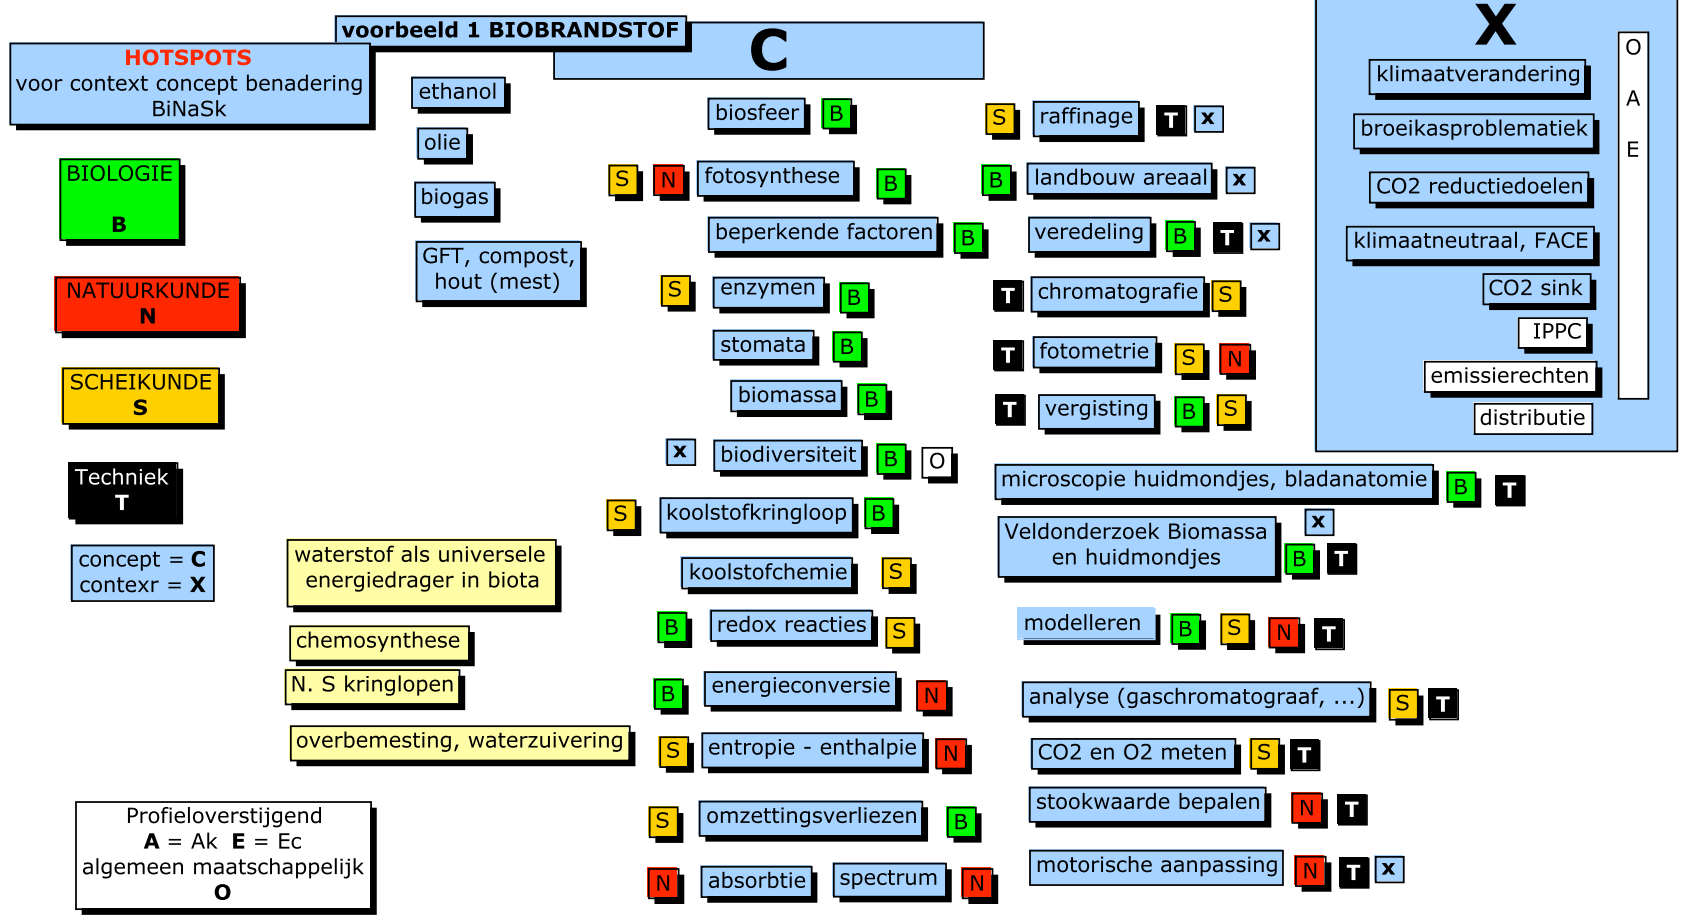 voorbeeld 1 BIOBRANDSTOF
C
HOTSPOTS
voor context concept benadering
BiNaSk
BIOLOGIE
B
NATUURKUNDE
N
SCHEIKUNDE
S
Techniek
T
concept = C
contexr = X
ethanol
olie
biogas
GFT, compost,
hout (mest)
waterstof als universele
energiedrager in biota
chemosynthese
N. S kringlopen
overbemesting, waterzuivering
Profieloverstijgend
A = Ak E = Ec
algemeen maatschappelijk
O
biosfeer B
S N fotosynthese B
beperkende factoren B
S enzymen B
stomata B
biomassa B
x biodiversiteit B O
S koolstofkringloop B
koolstofchemie S
B redox reacties S
B energieconversie N
S entropie - enthalpie N
S omzettingsverliezen B
N absorbtie spectrum N
S raffinage T x
B landbouw areaal x
veredeling B T x
T chromatografie S
T fotometrie S N
T vergisting B S
microscopie huidmondjes, bladanatomie B T
Veldonderzoek Biomassa x
en huidmondjes B T
modelleren B S N T
analyse (gaschromatograaf, ...) S T
CO2 en O2 meten S T
stookwaarde bepalen N T
motorische aanpassing N T x
X
klimaatverandering
broeikasproblematiek
CO2 reductiedoelen
klimaatneutraal, FACE
CO2 sink
IPPC
emissierechten
distributie
O
A
E